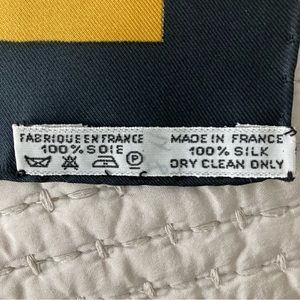 FABRIQUE EN FRANCE
100% SOIE
P
MADE IN FRANCE
100% SILK
DRY CLEAN ONLY